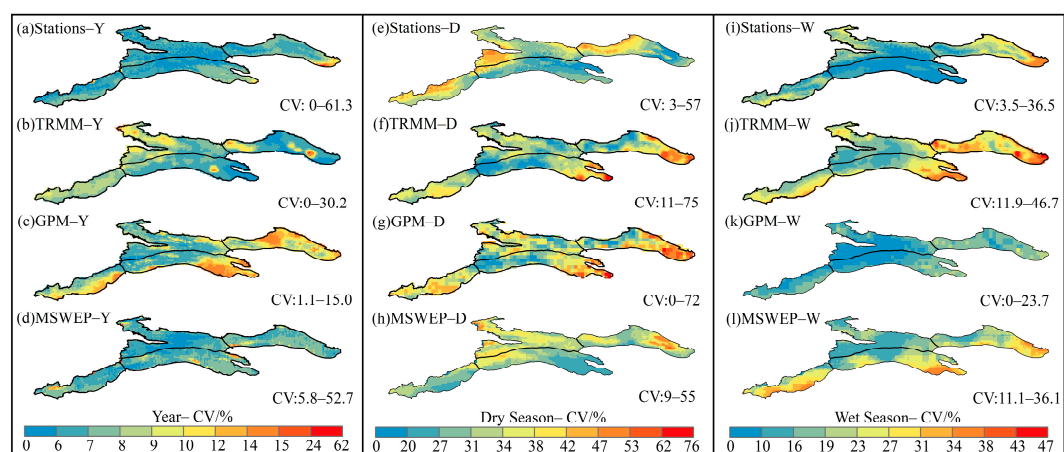 (a)Stations–Y
CV: 0–61.3
(b)TRMM–Y
CV:0–30.2
(c)GPM–Y
CV:1.1–15.0
(d)MSWEP–Y
CV:5.8–52.7
Year– CV/%
0 6 7 8 9 10 12 14 15 24 62
(e)Stations–D
CV: 3–57
(f)TRMM–D
CV:11–75
(g)GPM–D
CV:0–72
(h)MSWEP–D
CV:9–55
Dry Season– CV/%
0 20 27 31 34 38 42 47 53 62 76
(i)Stations–W
CV:3.5–36.5
(j)TRMM–W
CV:11.9–46.7
(k)GPM–W
CV:0–23.7
(l)MSWEP–W
CV:11.1–36.1
Wet Season– CV/%
0 10 16 19 23 27 31 34 38 43 47